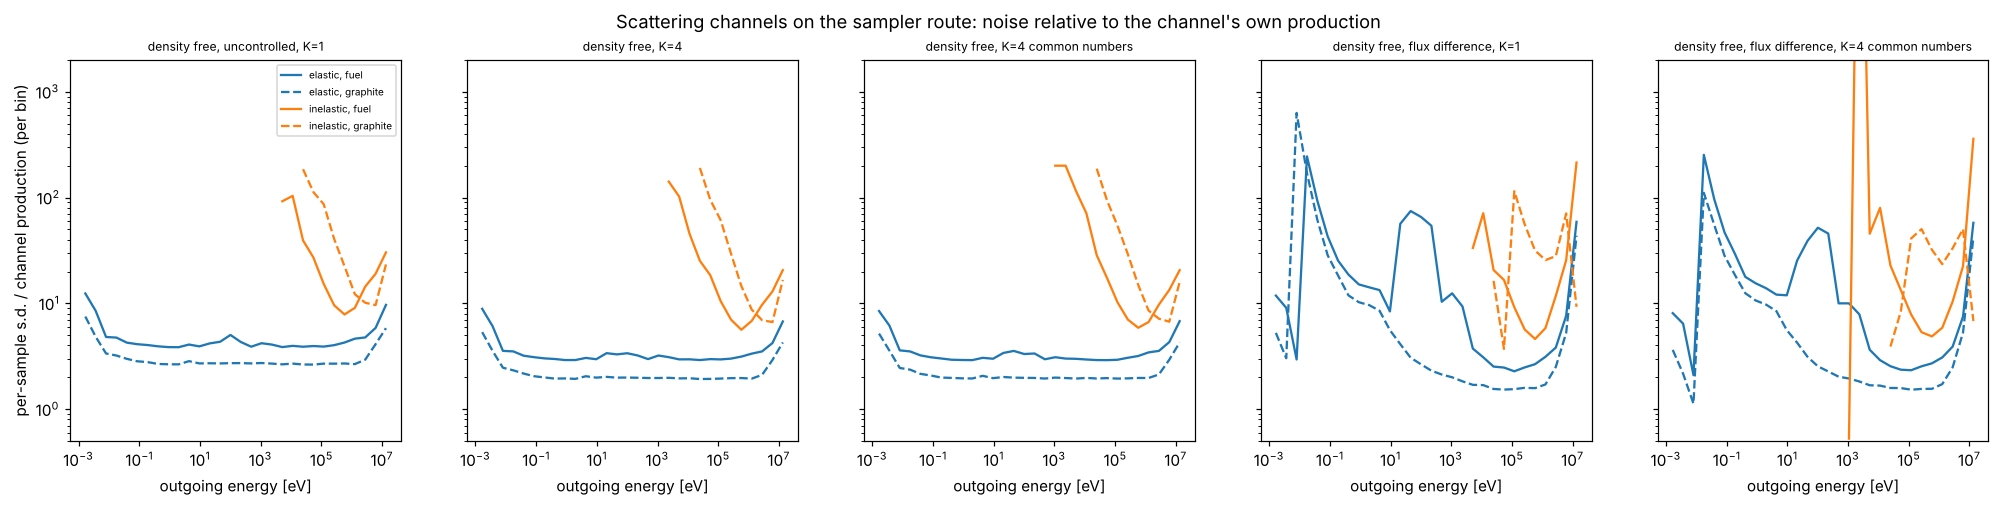 Scattering channels on the sampler route: noise relative to the channel's own production
density free, uncontrolled, K=1
density free, K=4
density free, K=4 common numbers
density free, flux difference, K=1
density free, flux difference, K=4 common numbers
per-sample s.d. / channel production (per bin)
10³
10²
10¹
10⁰
elastic, fuel
elastic, graphite
inelastic, fuel
inelastic, graphite
10⁻³ 10⁻¹ 10¹ 10³ 10⁵ 10⁷
10⁻³ 10⁻¹ 10¹ 10³ 10⁵ 10⁷
10⁻³ 10⁻¹ 10¹ 10³ 10⁵ 10⁷
10⁻³ 10⁻¹ 10¹ 10³ 10⁵ 10⁷
10⁻³ 10⁻¹ 10¹ 10³ 10⁵ 10⁷
outgoing energy [eV]
outgoing energy [eV]
outgoing energy [eV]
outgoing energy [eV]
outgoing energy [eV]